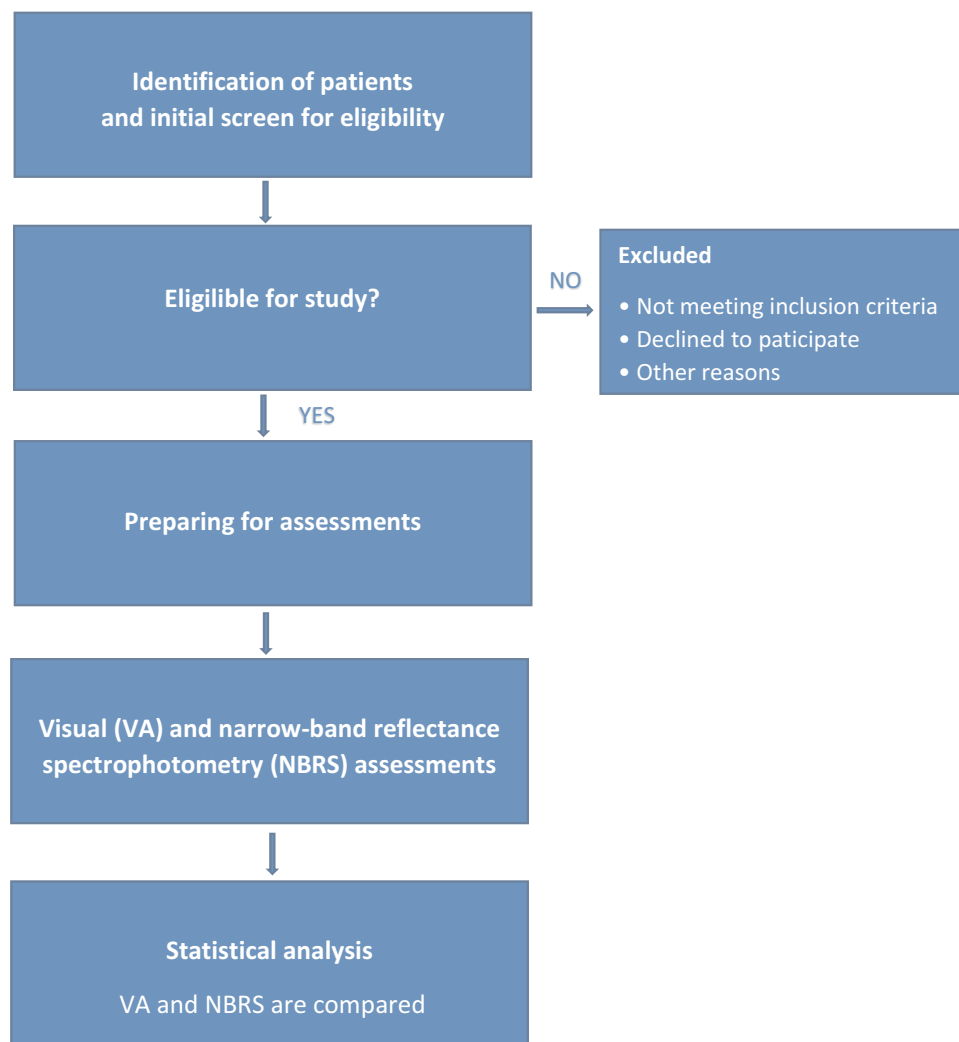 Identification of patients
and initial screen for eligibility
Eligilible for study?
NO
Excluded
• Not meeting inclusion criteria
• Declined to paticipate
• Other reasons
YES
Preparing for assessments
Visual (VA) and narrow-band reflectance
spectrophotometry (NBRS) assessments
Statistical analysis
VA and NBRS are compared